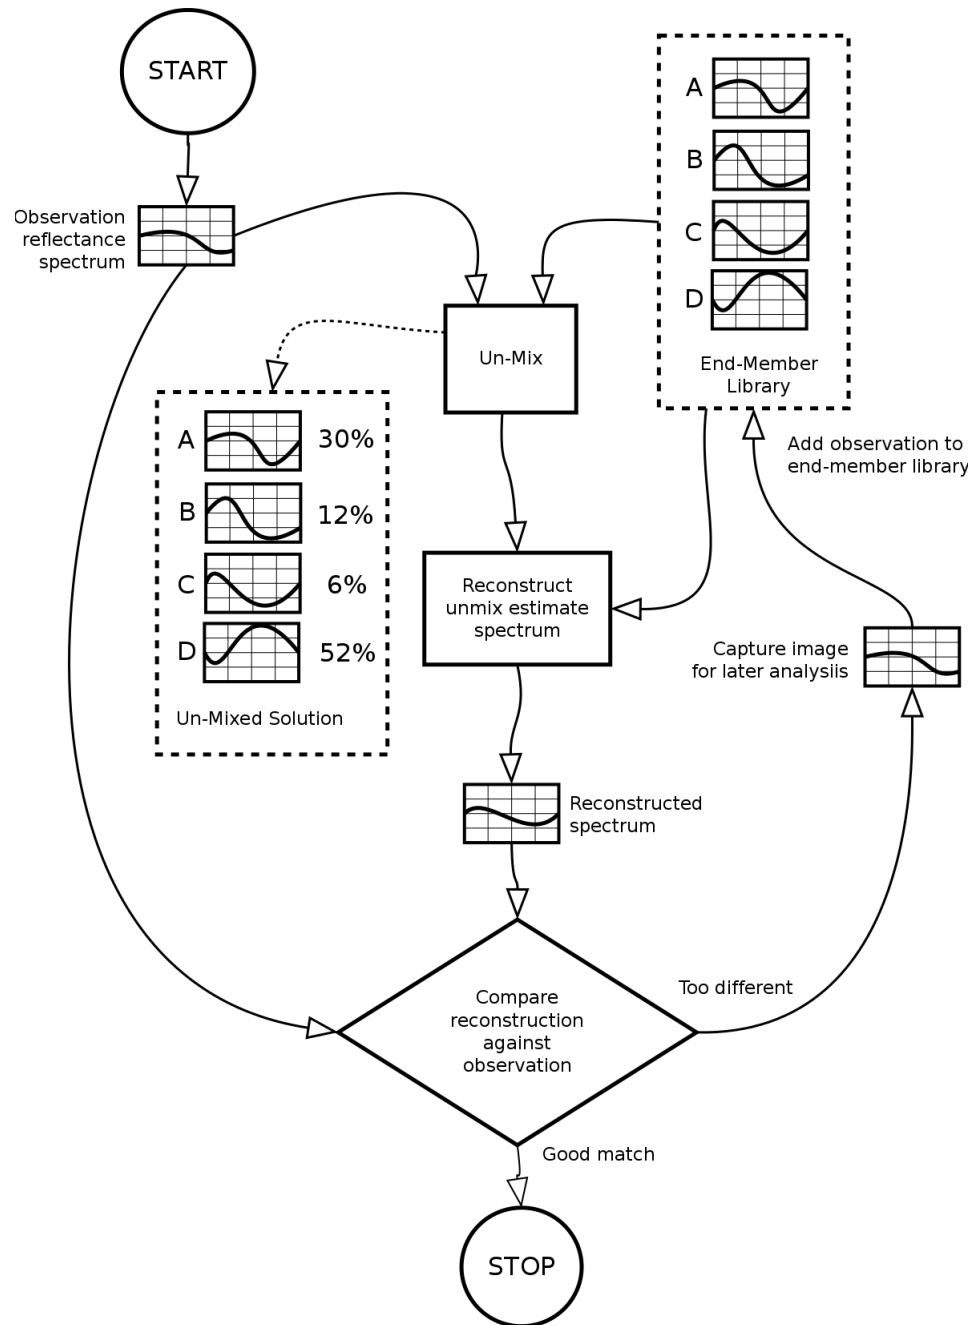 START
Observation
reflectance
spectrum
A
B
C
D
End-Member
Library
Un-Mix
A 30%
B 12%
C 6%
D 52%
Un-Mixed Solution
Add observation to
end-member library
Reconstruct
unmix estimate
spectrum
Capture image
for later analysiis
Reconstructed
spectrum
Compare
reconstruction
against
observation
Too different
Good match
STOP